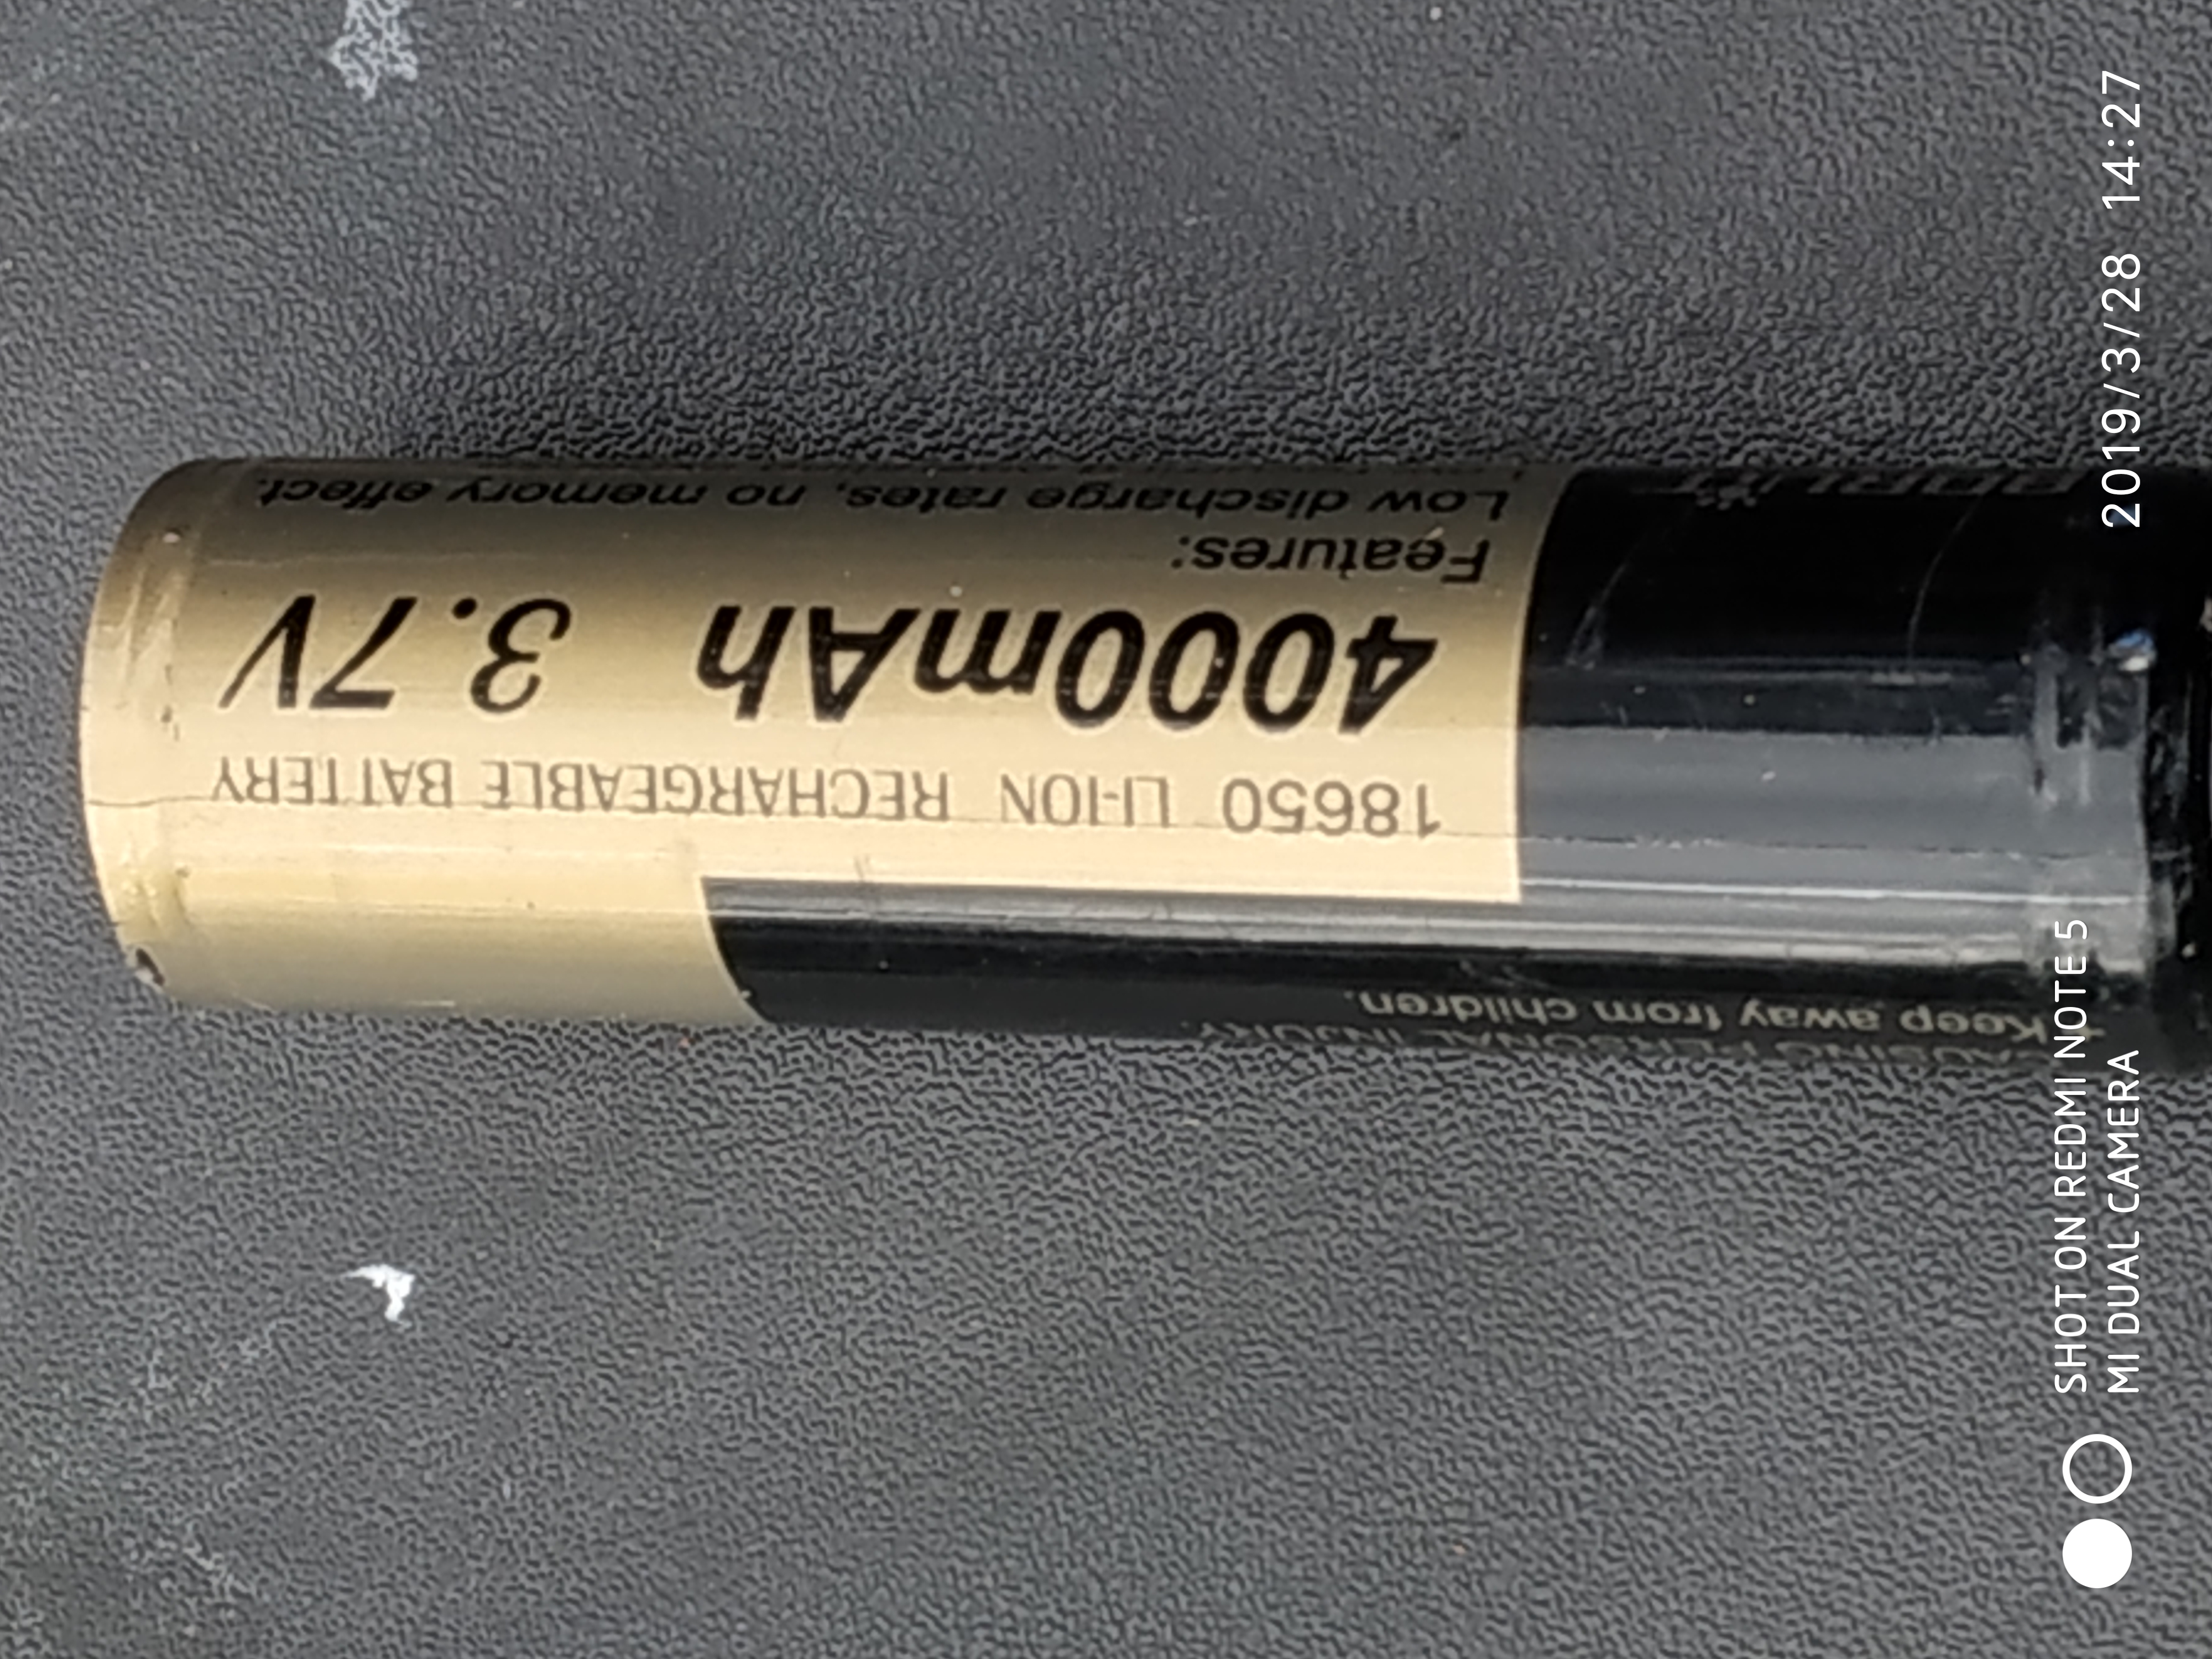 18650 LI-ION RECHARGEABLE BATTERY
4000mAh 3.7V
Features:
Low discharge rates, no memory effect.
Keep away from children.
2019/3/28 14:27
SHOT ON REDMI NOTE 5
MI DUAL CAMERA